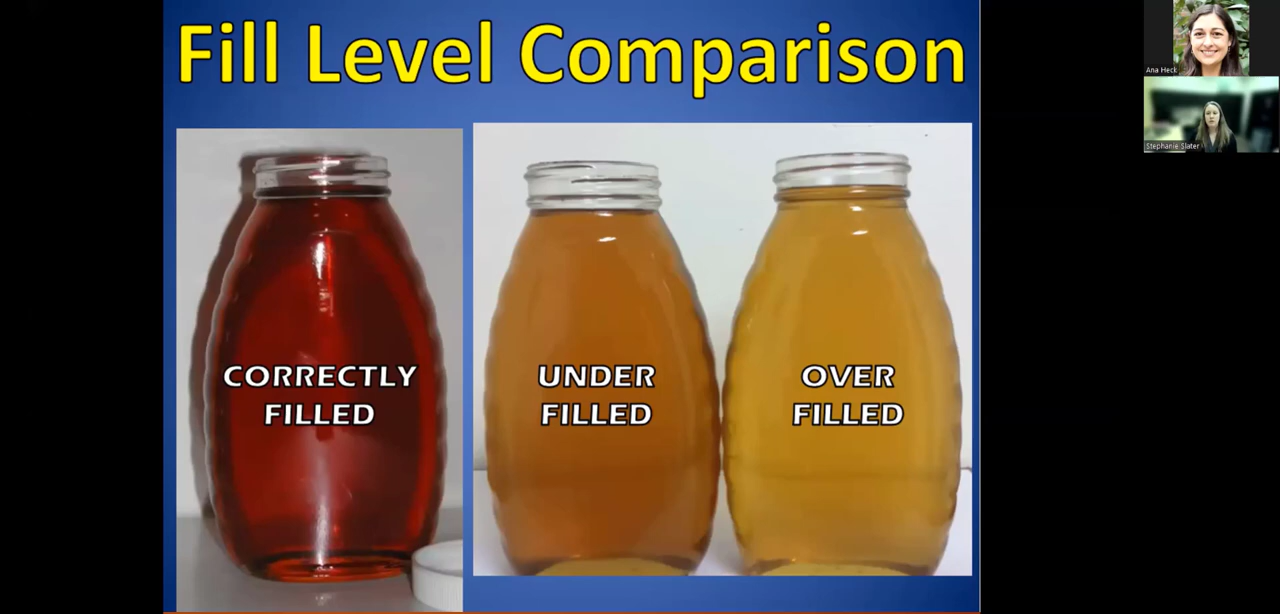 Fill Level Comparison
CORRECTLY
FILLED
UNDER
FILLED
OVER
FILLED
Ana Heck
Stephanie Slater